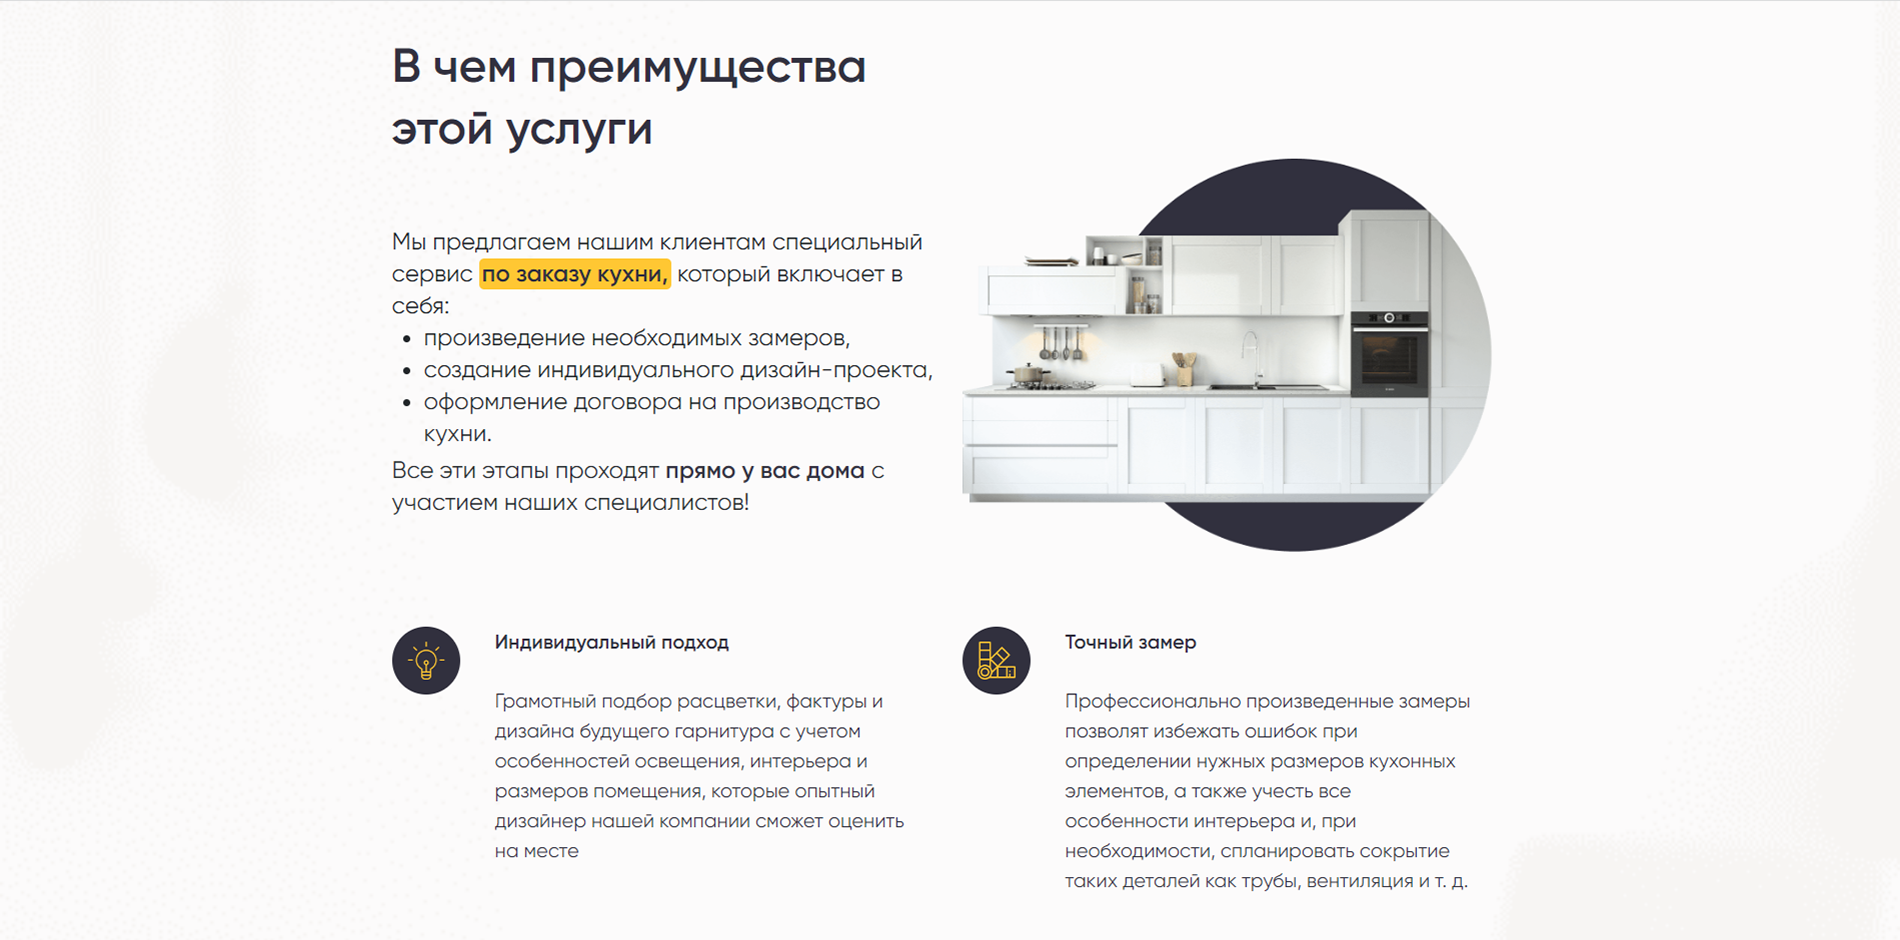 В чем преимущества
этой услуги
Мы предлагаем нашим клиентам специальный
сервис по заказу кухни, который включает в
себя:
• произведение необходимых замеров,
• создание индивидуального дизайн-проекта,
• оформление договора на производство
кухни.
Все эти этапы проходят прямо у вас дома с
участием наших специалистов!
Индивидуальный подход
Грамотный подбор расцветки, фактуры и
дизайна будущего гарнитура с учетом
особенностей освещения, интерьера и
размеров помещения, которые опытный
дизайнер нашей компании сможет оценить
на месте
Точный замер
Профессионально произведенные замеры
позволят избежать ошибок при
определении нужных размеров кухонных
элементов, а также учесть все
особенности интерьера и, при
необходимости, спланировать сокрытие
таких деталей как трубы, вентиляция и т. д.